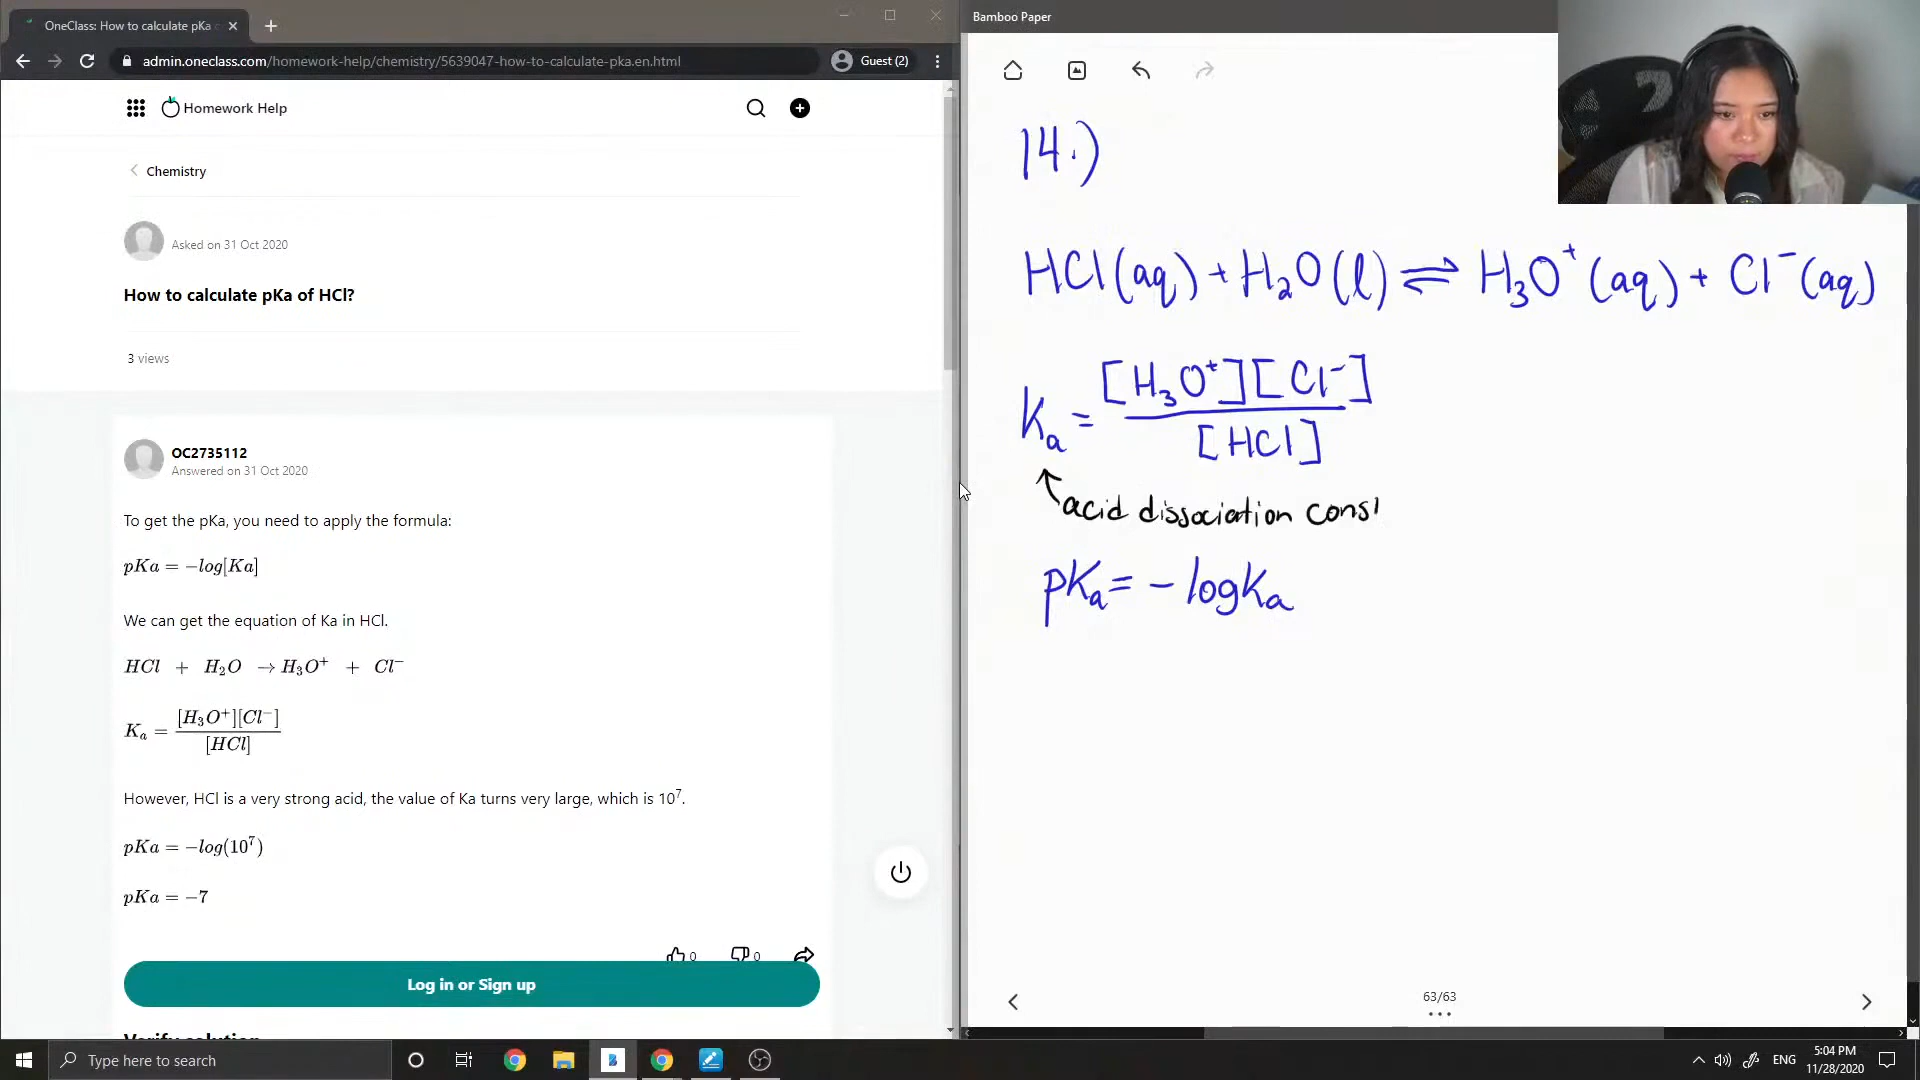 OneClass: How to calculate pKa
admin.oneclass.com/homework-help/chemistry/5639047-how-to-calculate-pka.en.html
Guest (2)
Homework Help
Chemistry
Asked on 31 Oct 2020
How to calculate pKa of HCl?
3 views
OC2735112
Answered on 31 Oct 2020
To get the pKa, you need to apply the formula:
pKa = −log[Ka]
We can get the equation of Ka in HCl.
HCl + H₂O → H₃O⁺ + Cl⁻
Kₐ = [H₃O⁺][Cl⁻] / [HCl]
However, HCl is a very strong acid, the value of Ka turns very large, which is 10⁷.
pKa = −log(10⁷)
pKa = −7
0 0
Log in or Sign up
Bamboo Paper
14.)
HCl(aq) + H₂O(l) ⇌ H₃O⁺(aq) + Cl⁻(aq)
Kₐ = [H₃O⁺][Cl⁻] / [HCl]
acid dissociation cons
pKₐ = − logKₐ
63/63
Type here to search
ENG
5:04 PM
11/28/2020